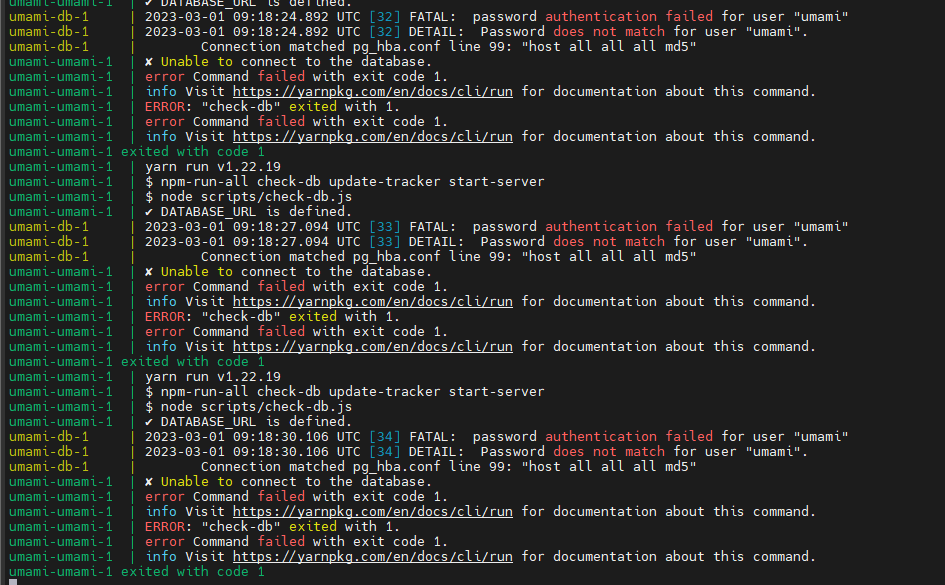 umami-umami-1  | ✔ DATABASE_URL is defined.
umami-db-1     | 2023-03-01 09:18:24.892 UTC [32] FATAL:  password authentication failed for user "umami"
umami-db-1     | 2023-03-01 09:18:24.892 UTC [32] DETAIL:  Password does not match for user "umami".
umami-db-1     |        Connection matched pg_hba.conf line 99: "host all all all md5"
umami-umami-1  | ✘ Unable to connect to the database.
umami-umami-1  | error Command failed with exit code 1.
umami-umami-1  | info Visit https://yarnpkg.com/en/docs/cli/run for documentation about this command.
umami-umami-1  | ERROR: "check-db" exited with 1.
umami-umami-1  | error Command failed with exit code 1.
umami-umami-1  | info Visit https://yarnpkg.com/en/docs/cli/run for documentation about this command.
umami-umami-1 exited with code 1
umami-umami-1  | yarn run v1.22.19
umami-umami-1  | $ npm-run-all check-db update-tracker start-server
umami-umami-1  | $ node scripts/check-db.js
umami-umami-1  | ✔ DATABASE_URL is defined.
umami-db-1     | 2023-03-01 09:18:27.094 UTC [33] FATAL:  password authentication failed for user "umami"
umami-db-1     | 2023-03-01 09:18:27.094 UTC [33] DETAIL:  Password does not match for user "umami".
umami-db-1     |        Connection matched pg_hba.conf line 99: "host all all all md5"
umami-umami-1  | ✘ Unable to connect to the database.
umami-umami-1  | error Command failed with exit code 1.
umami-umami-1  | info Visit https://yarnpkg.com/en/docs/cli/run for documentation about this command.
umami-umami-1  | ERROR: "check-db" exited with 1.
umami-umami-1  | error Command failed with exit code 1.
umami-umami-1  | info Visit https://yarnpkg.com/en/docs/cli/run for documentation about this command.
umami-umami-1 exited with code 1
umami-umami-1  | yarn run v1.22.19
umami-umami-1  | $ npm-run-all check-db update-tracker start-server
umami-umami-1  | $ node scripts/check-db.js
umami-umami-1  | ✔ DATABASE_URL is defined.
umami-db-1     | 2023-03-01 09:18:30.106 UTC [34] FATAL:  password authentication failed for user "umami"
umami-db-1     | 2023-03-01 09:18:30.106 UTC [34] DETAIL:  Password does not match for user "umami".
umami-db-1     |        Connection matched pg_hba.conf line 99: "host all all all md5"
umami-umami-1  | ✘ Unable to connect to the database.
umami-umami-1  | error Command failed with exit code 1.
umami-umami-1  | info Visit https://yarnpkg.com/en/docs/cli/run for documentation about this command.
umami-umami-1  | ERROR: "check-db" exited with 1.
umami-umami-1  | error Command failed with exit code 1.
umami-umami-1  | info Visit https://yarnpkg.com/en/docs/cli/run for documentation about this command.
umami-umami-1 exited with code 1